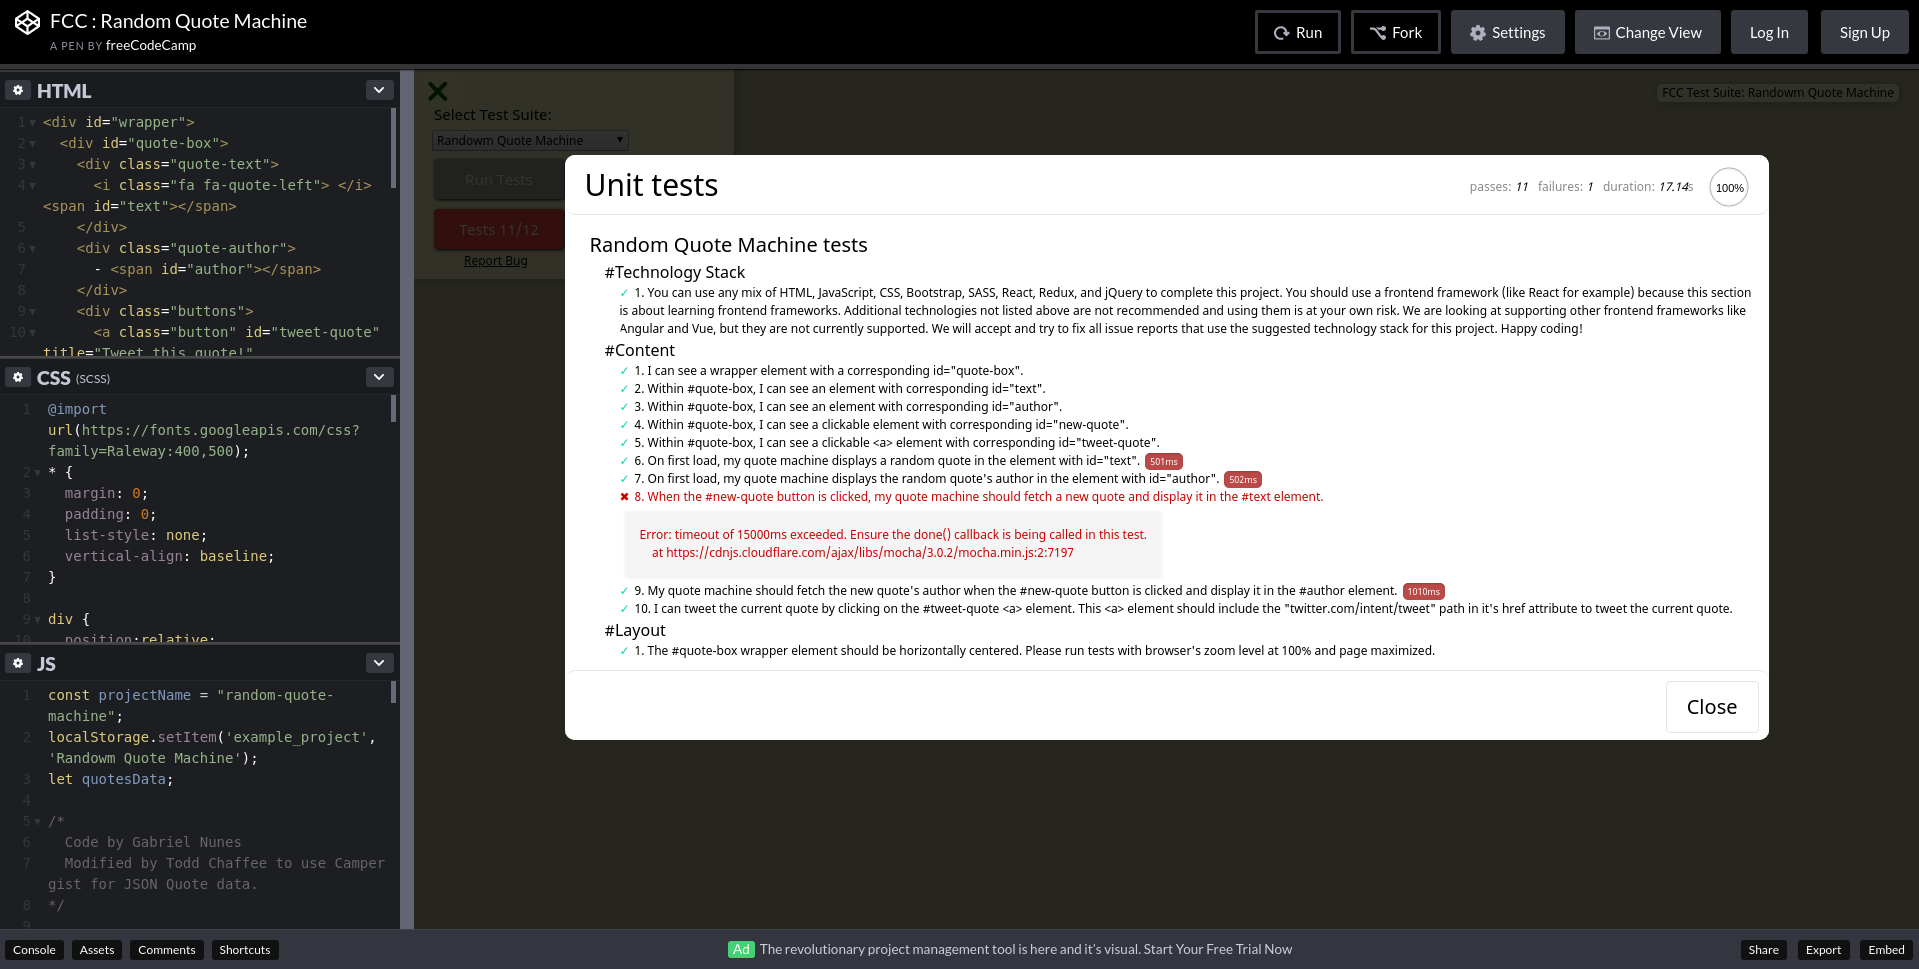 FCC : Random Quote Machine
A PEN BY freeCodeCamp
Run
Fork
Settings
Change View
Log In
Sign Up
HTML
1 <div id="wrapper">
2 <div id="quote-box">
3 <div class="quote-text">
4 <i class="fa fa-quote-left"> </i>
<span id="text"></span>
5 </div>
6 <div class="quote-author">
7 - <span id="author"></span>
8 </div>
9 <div class="buttons">
10 <a class="button" id="tweet-quote"
title="Tweet this quote!"
CSS (SCSS)
1 @import
url(https://fonts.googleapis.com/css?
family=Raleway:400,500);
2 * {
3 margin: 0;
4 padding: 0;
5 list-style: none;
6 vertical-align: baseline;
7 }
8
9 div {
10 position:relative;
JS
1 const projectName = "random-quote-
machine";
2 localStorage.setItem('example_project',
'Randowm Quote Machine');
3 let quotesData;
4
5 /*
6 Code by Gabriel Nunes
7 Modified by Todd Chaffee to use Camper
gist for JSON Quote data.
8 */
9
Select Test Suite:
Randowm Quote Machine
Run Tests
Tests 11/12
Report Bug
FCC Test Suite: Randowm Quote Machine
Unit tests
passes: 11 failures: 1 duration: 17.14s
100%
Random Quote Machine tests
#Technology Stack
✓ 1. You can use any mix of HTML, JavaScript, CSS, Bootstrap, SASS, React, Redux, and jQuery to complete this project. You should use a frontend framework (like React for example) because this section
is about learning frontend frameworks. Additional technologies not listed above are not recommended and using them is at your own risk. We are looking at supporting other frontend frameworks like
Angular and Vue, but they are not currently supported. We will accept and try to fix all issue reports that use the suggested technology stack for this project. Happy coding!
#Content
✓ 1. I can see a wrapper element with a corresponding id="quote-box".
✓ 2. Within #quote-box, I can see an element with corresponding id="text".
✓ 3. Within #quote-box, I can see an element with corresponding id="author".
✓ 4. Within #quote-box, I can see a clickable element with corresponding id="new-quote".
✓ 5. Within #quote-box, I can see a clickable <a> element with corresponding id="tweet-quote".
✓ 6. On first load, my quote machine displays a random quote in the element with id="text". 501ms
✓ 7. On first load, my quote machine displays the random quote's author in the element with id="author". 502ms
✖ 8. When the #new-quote button is clicked, my quote machine should fetch a new quote and display it in the #text element.
Error: timeout of 15000ms exceeded. Ensure the done() callback is being called in this test.
at https://cdnjs.cloudflare.com/ajax/libs/mocha/3.0.2/mocha.min.js:2:7197
✓ 9. My quote machine should fetch the new quote's author when the #new-quote button is clicked and display it in the #author element. 1010ms
✓ 10. I can tweet the current quote by clicking on the #tweet-quote <a> element. This <a> element should include the "twitter.com/intent/tweet" path in it's href attribute to tweet the current quote.
#Layout
✓ 1. The #quote-box wrapper element should be horizontally centered. Please run tests with browser's zoom level at 100% and page maximized.
Close
Console
Assets
Comments
Shortcuts
Ad The revolutionary project management tool is here and it's visual. Start Your Free Trial Now
Share
Export
Embed